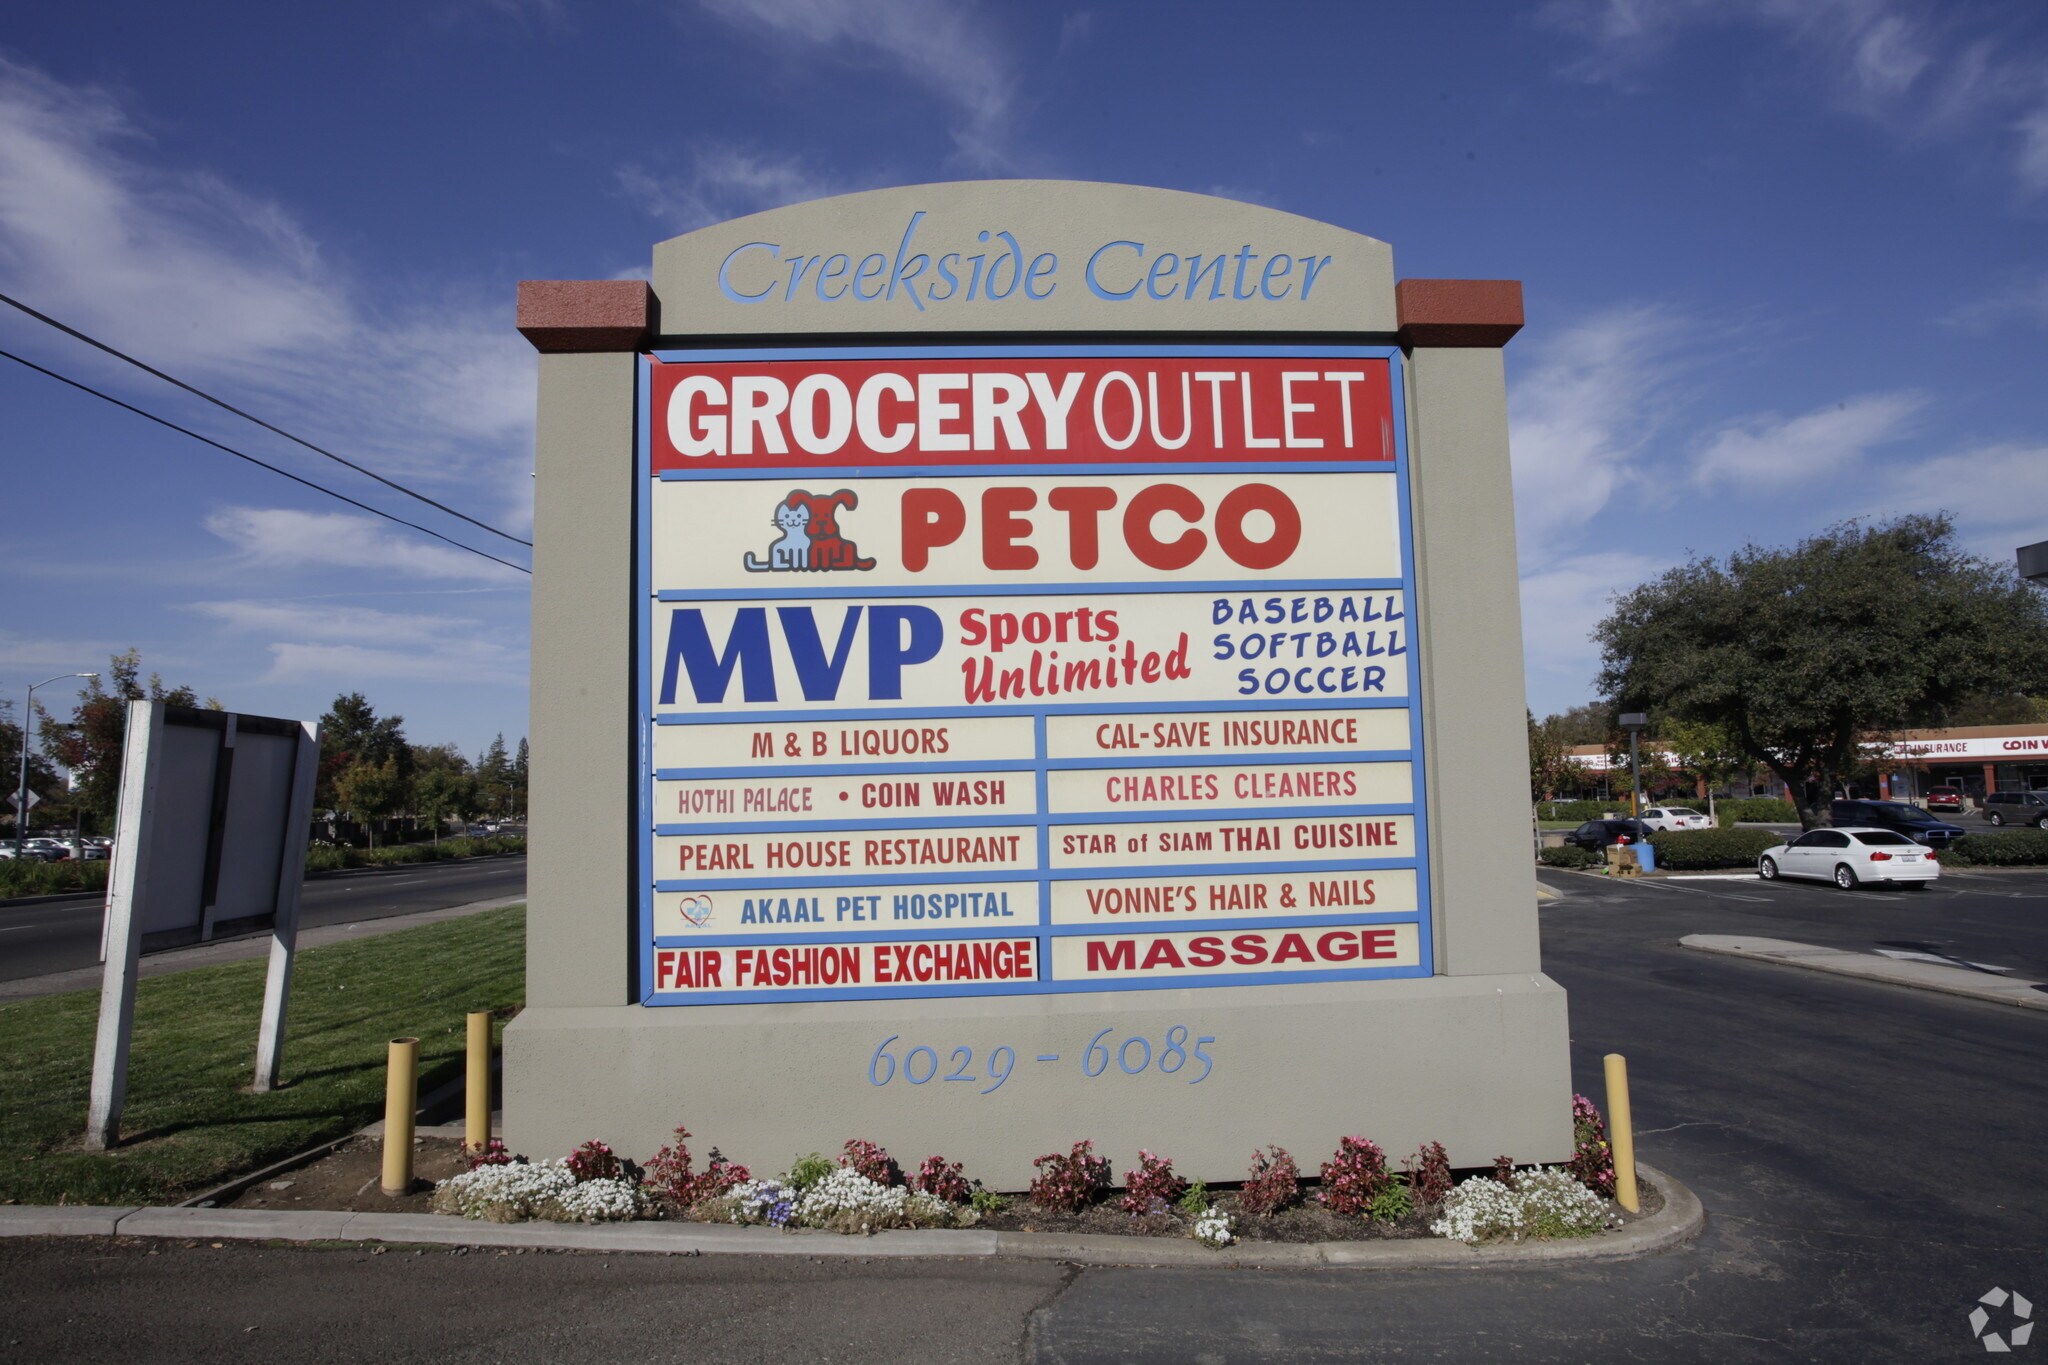 Creekside Center
GROCERY OUTLET
PETCO
MVP Sports Unlimited
BASEBALL
SOFTBALL
SOCCER
M & B LIQUORS
CAL-SAVE INSURANCE
HOTHI PALACE • COIN WASH
CHARLES CLEANERS
PEARL HOUSE RESTAURANT
STAR of SIAM THAI CUISINE
AKAAL PET HOSPITAL
VONNE'S HAIR & NAILS
FAIR FASHION EXCHANGE
MASSAGE
6029 - 6085
INSURANCE
COIN W